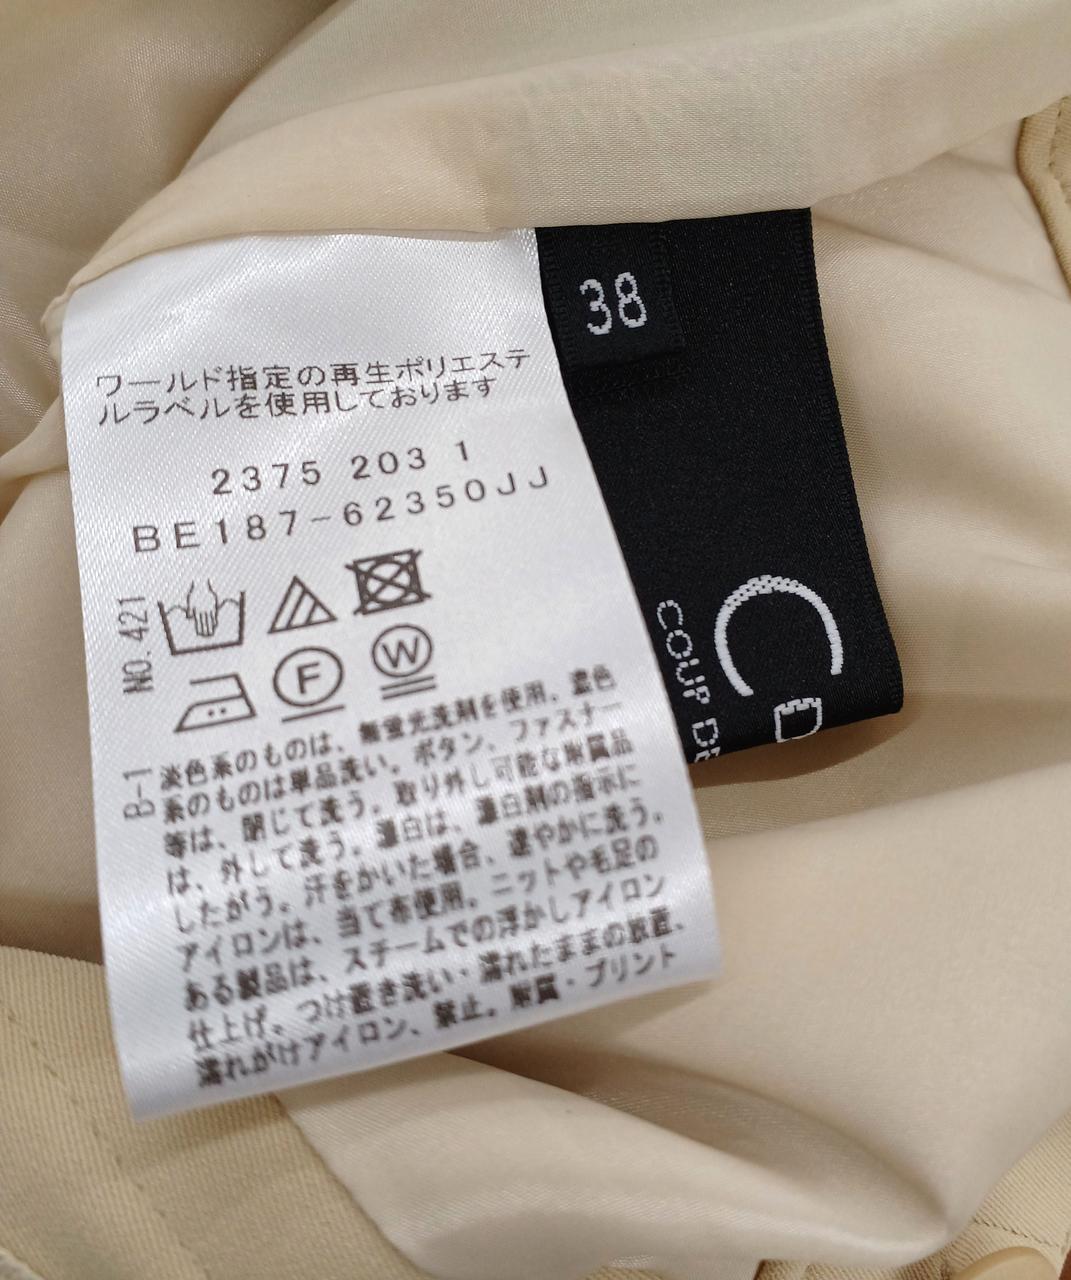 38
ワールド指定の再生ポリエステ
ルラベルを使用しております
2375 203 1
BE187-62350JJ
NO.421
F
W
B-1
淡色系のものは、無蛍光洗剤を使用。濃色
系のものは単品洗い。ボタン、ファスナー
等は、閉じて洗う。取り外し可能な附属品
は、外して洗う。漂白は、漂白剤の指示に
したがう。汗をかいた場合、速やかに洗う。
アイロンは、当て布使用。ニットや毛足の
ある製品は、スチームでの浮かしアイロン
仕上げ。つけ置き洗い・濡れたままの放置、
濡れがけアイロン、禁止。附属・プリント
C D
COUP DE